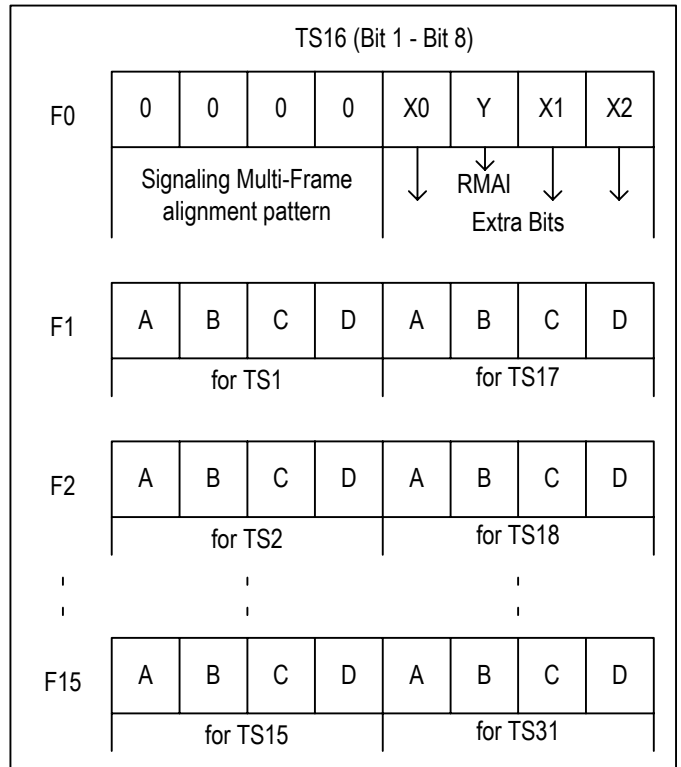 TS16 (Bit 1 - Bit 8)
F0 0 0 0 0 X0 Y X1 X2
Signaling Multi-Frame
alignment pattern
RMAI
Extra Bits
F1 A B C D A B C D
for TS1 for TS17
F2 A B C D A B C D
for TS2 for TS18
F15 A B C D A B C D
for TS15 for TS31